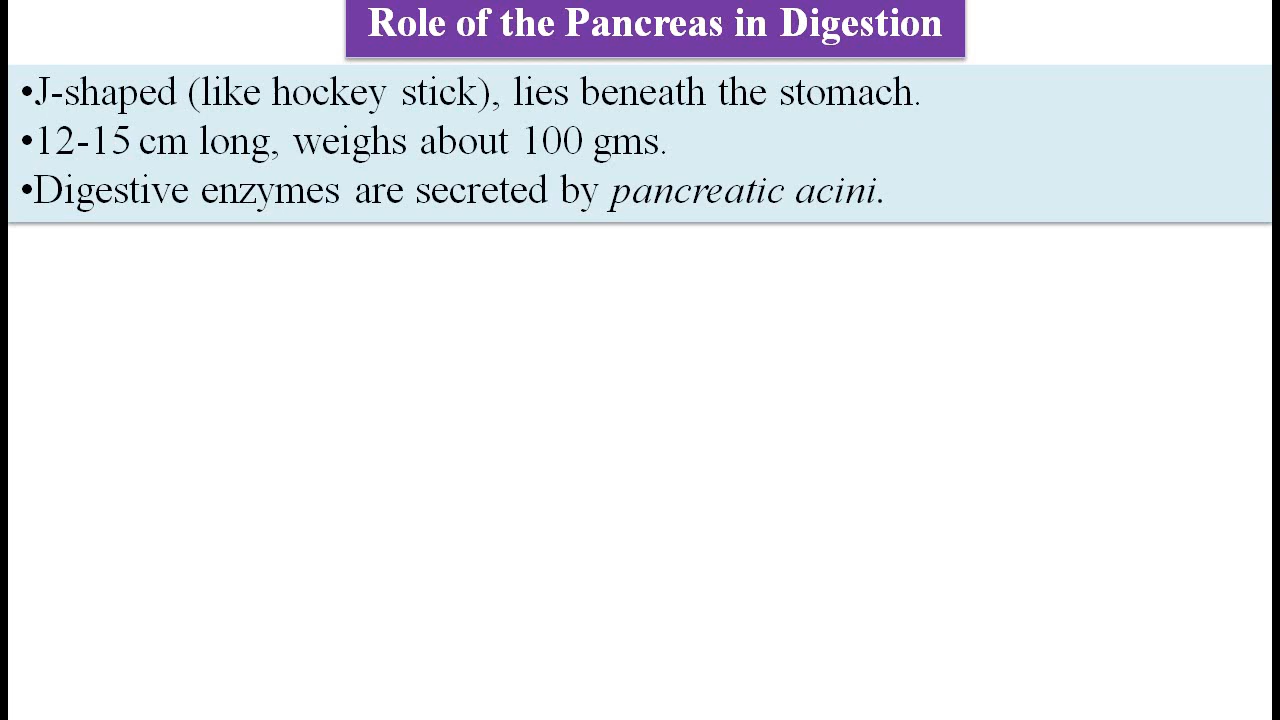 Role of the Pancreas in Digestion
•J-shaped (like hockey stick), lies beneath the stomach.
•12-15 cm long, weighs about 100 gms.
•Digestive enzymes are secreted by pancreatic acini.